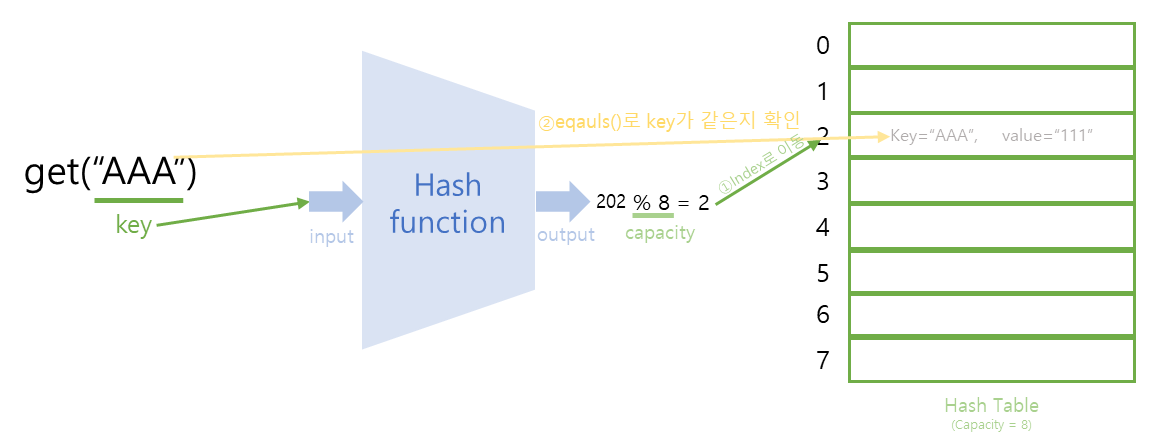 get(“AAA”)
key
input
Hash
function
output
202 % 8 = 2
capacity
①Index로 이동
②eqauls()로 key가 같은지 확인
0
1
2
Key=“AAA”, value=“111”
3
4
5
6
7
Hash Table
(Capacity = 8)